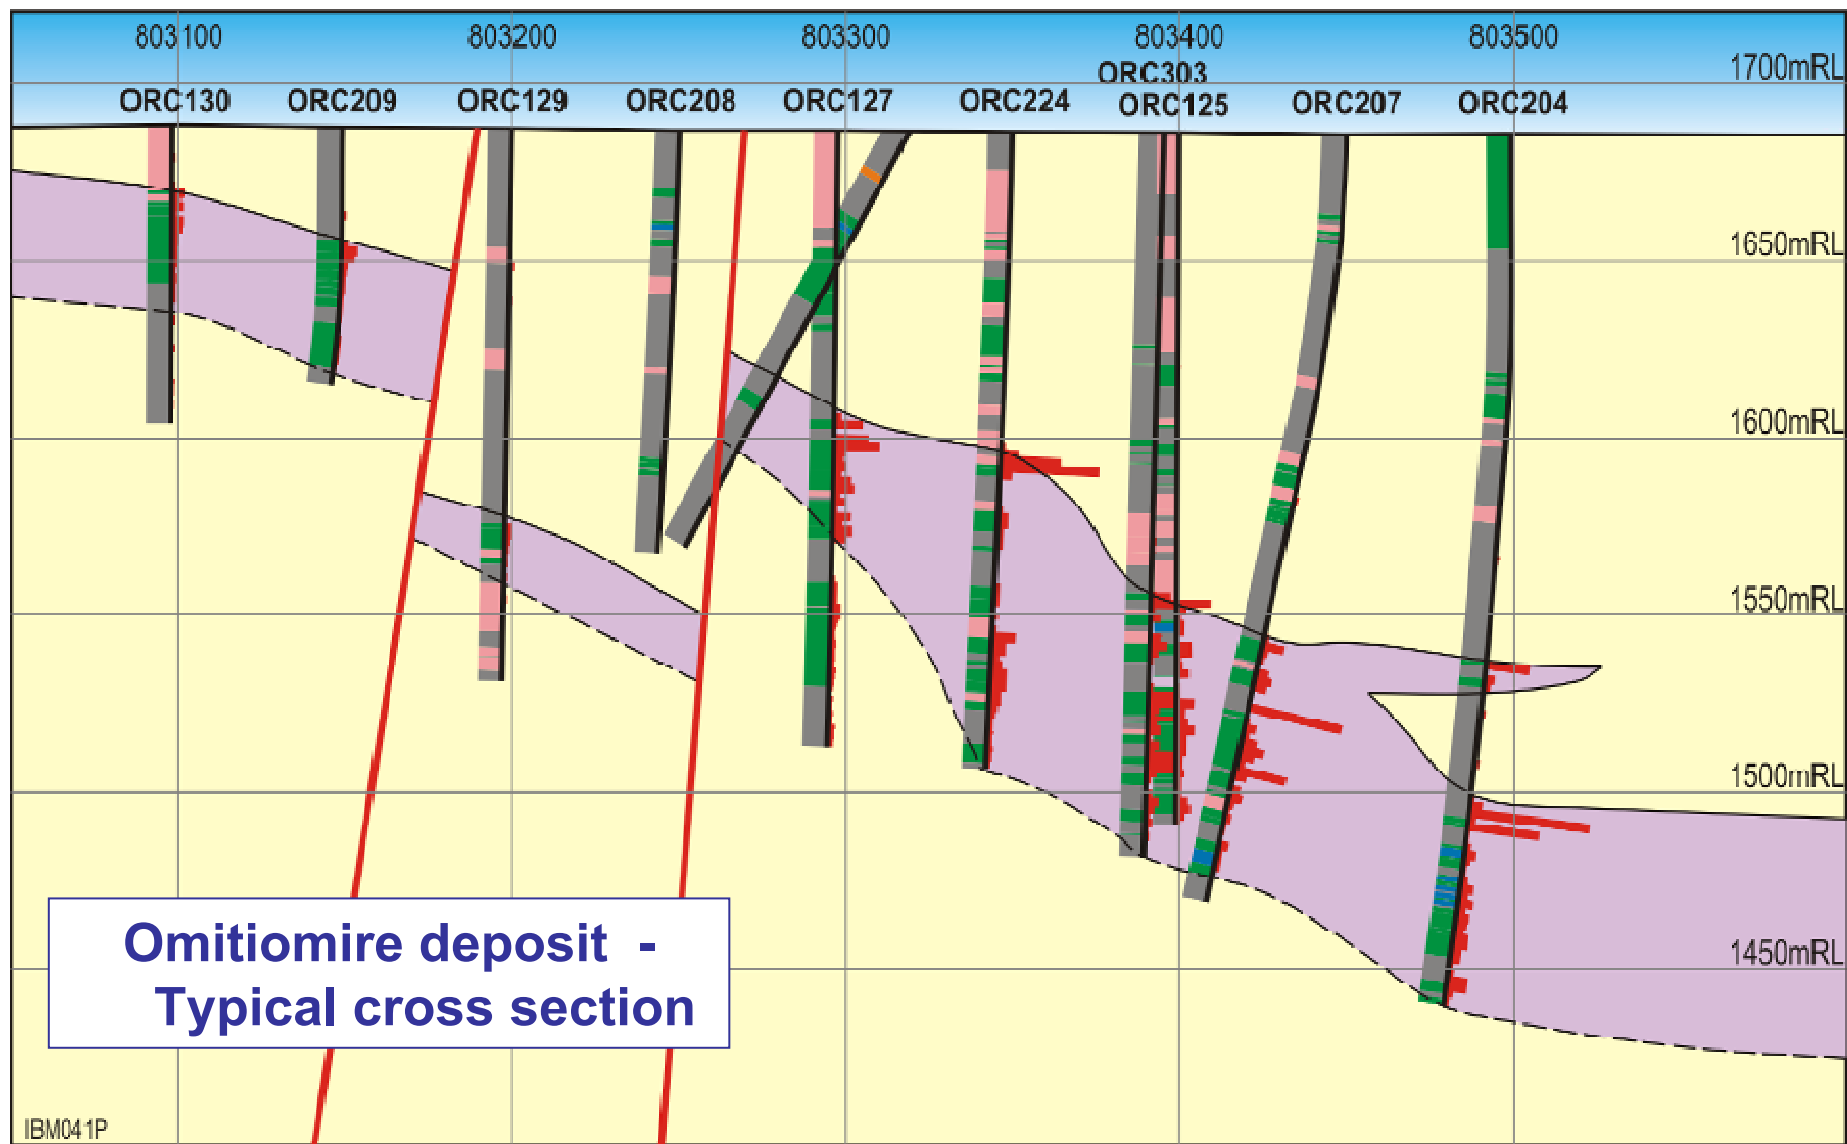 803100 803200 803300 803400 803500
1700mRL
ORC303
ORC130 ORC209 ORC129 ORC208 ORC127 ORC224 ORC125 ORC207 ORC204
1650mRL
1600mRL
1550mRL
1500mRL
1450mRL
Omitiomire deposit -
Typical cross section
IBM041P